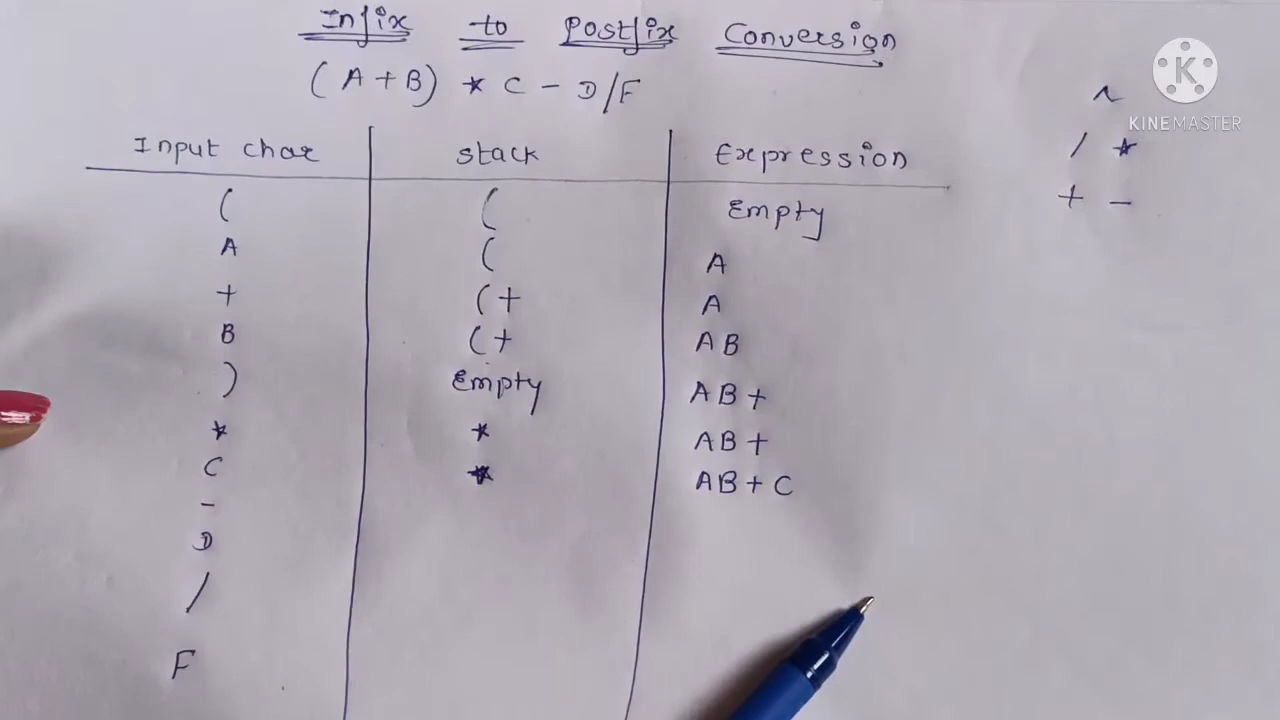 Infix to Postfix Conversion
(A+B) * C - D/F
^
K
KINEMASTER
/ *
+ -
Input char stack Expression
( ( Empty
A ( A
+ (+ A
B (+ AB
) Empty AB+
* * AB+
C * AB+C
-
D
/
F